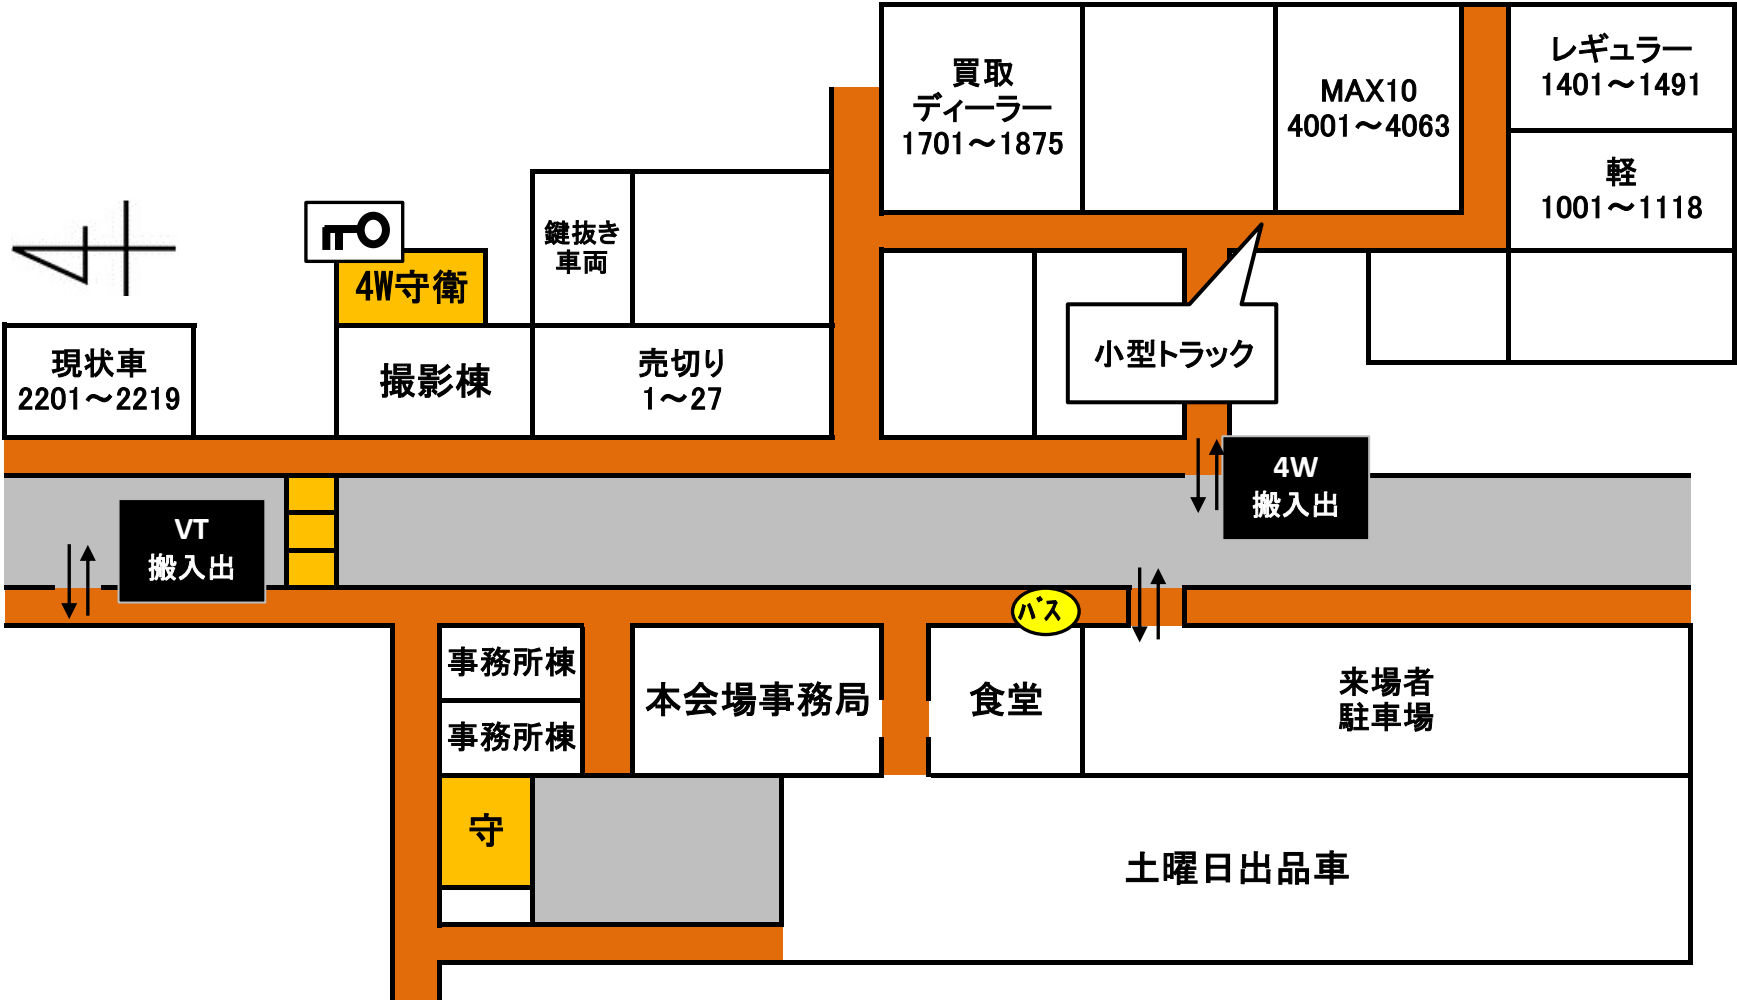 買取
ディーラー
1701～1875
MAX10
4001～4063
レギュラー
1401～1491
軽
1001～1118
鍵抜き
車両
4W守衛
現状車
2201～2219
撮影棟
売切り
1～27
小型トラック
4W
搬入出
VT
搬入出
バス
事務所棟
事務所棟
本会場事務局
食堂
来場者
駐車場
守
土曜日出品車